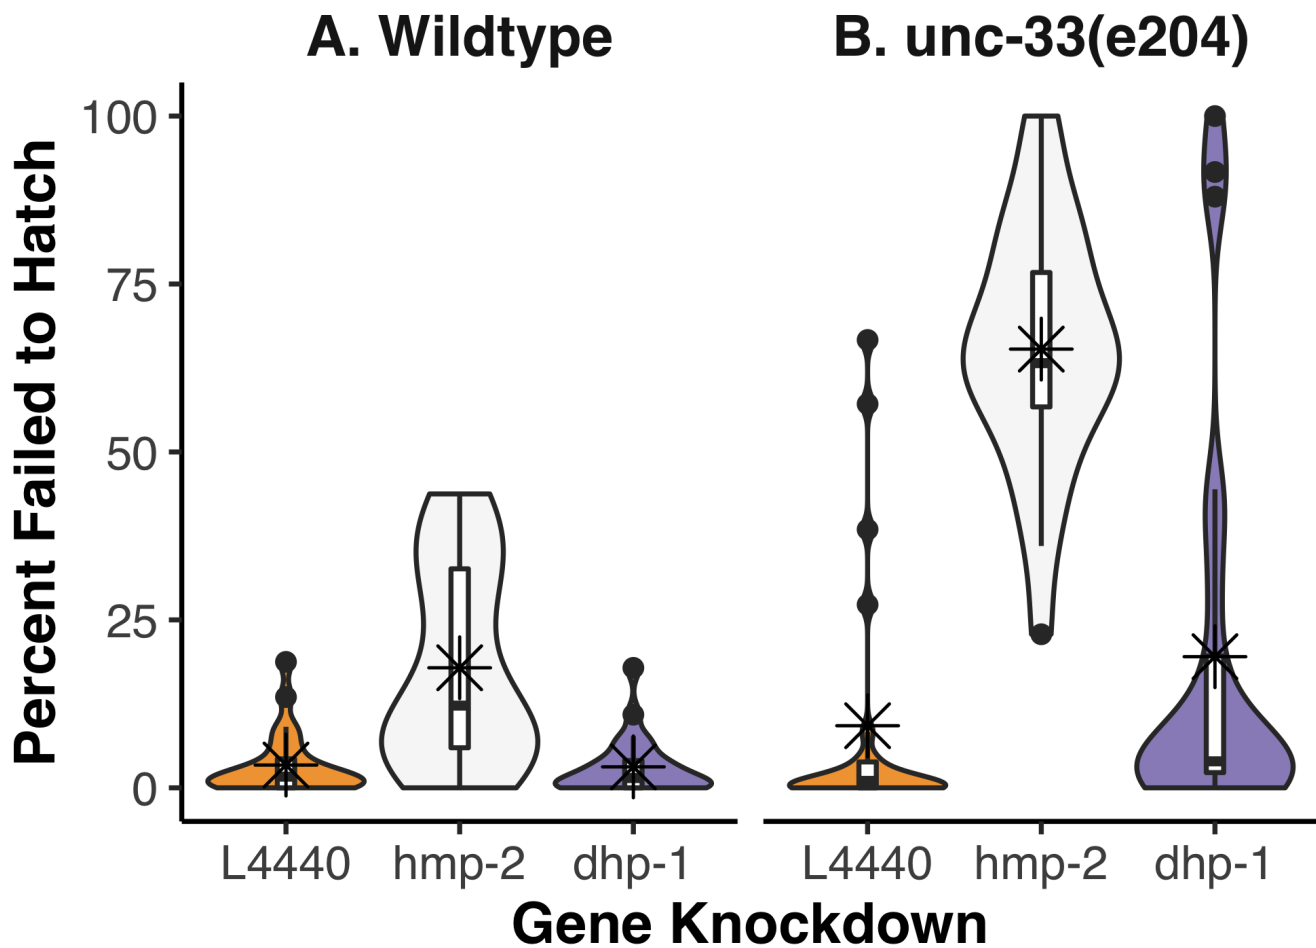 A. Wildtype
B. unc-33(e204)
Percent Failed to Hatch
100
75
50
25
0
L4440 hmp-2 dhp-1
L4440 hmp-2 dhp-1
Gene Knockdown